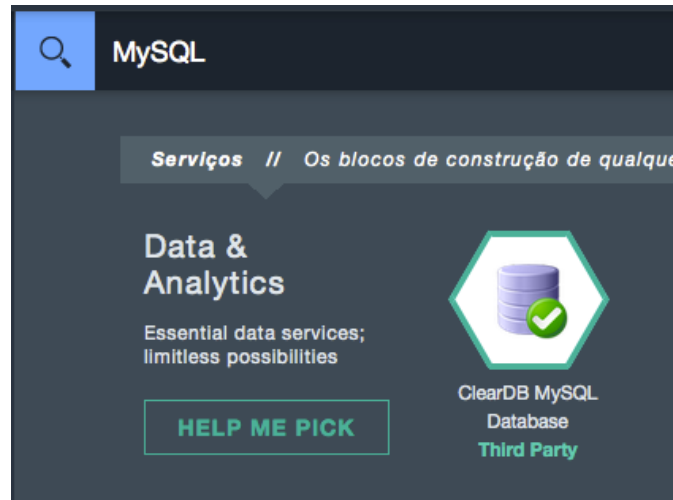 MySQL
Serviços // Os blocos de construção de
Data &
Analytics
Essential data services;
limitless possibilities
HELP ME PICK
ClearDB MySQL
Database
Third Party